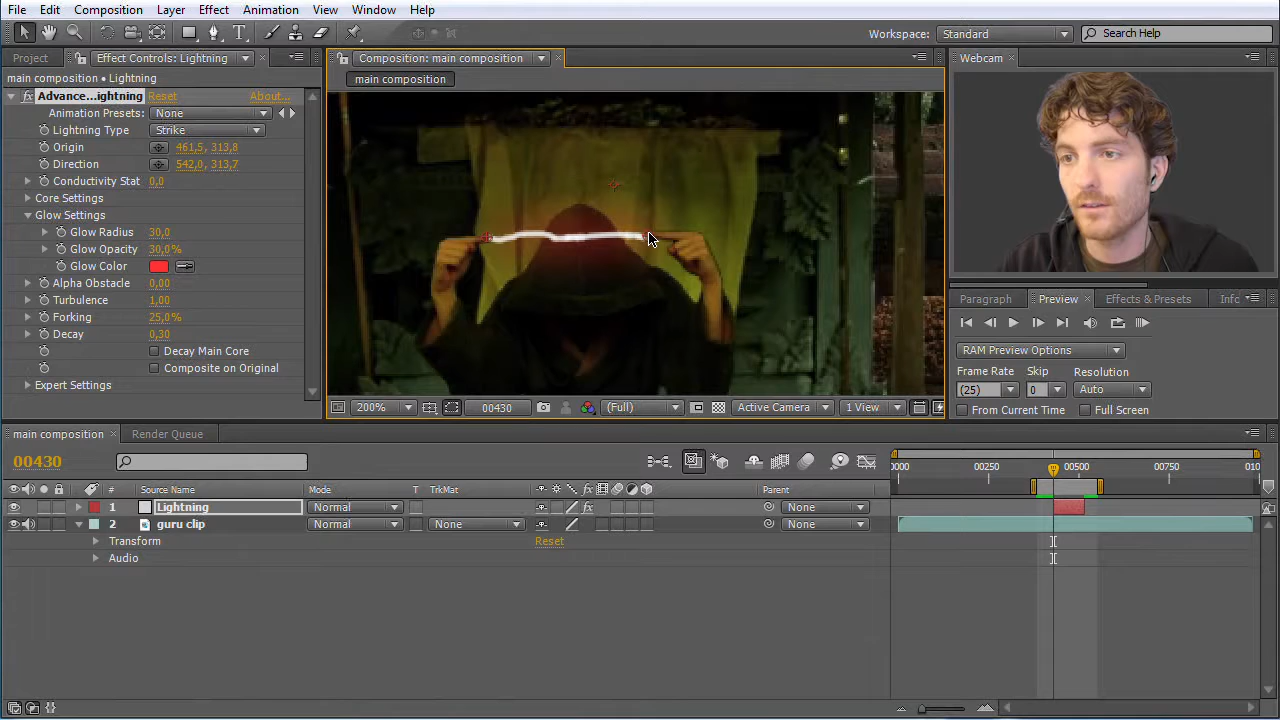 File Edit Composition Layer Effect Animation View Window Help
Workspace: Standard Search Help
Project Effect Controls: Lightning
main composition • Lightning
Advance...ightning Reset About...
Animation Presets: None
Lightning Type Strike
Origin 461,5, 313,8
Direction 542,0, 313,7
Conductivity Stat 0,0
Core Settings
Glow Settings
Glow Radius 30,0
Glow Opacity 30,0%
Glow Color
Alpha Obstacle 0,00
Turbulence 1,00
Forking 25,0%
Decay 0,30
Decay Main Core
Composite on Original
Expert Settings
Composition: main composition
main composition
200% 00430 (Full) Active Camera 1 View
Webcam
Paragraph Preview Effects & Presets Info
RAM Preview Options
Frame Rate Skip Resolution
(25) 0 Auto
From Current Time Full Screen
main composition Render Queue
00430
# Source Name Mode T TrkMat fx Parent
1 Lightning Normal fx None
2 guru clip Normal None None
Transform Reset
Audio
0000 00250 00500 00750 010